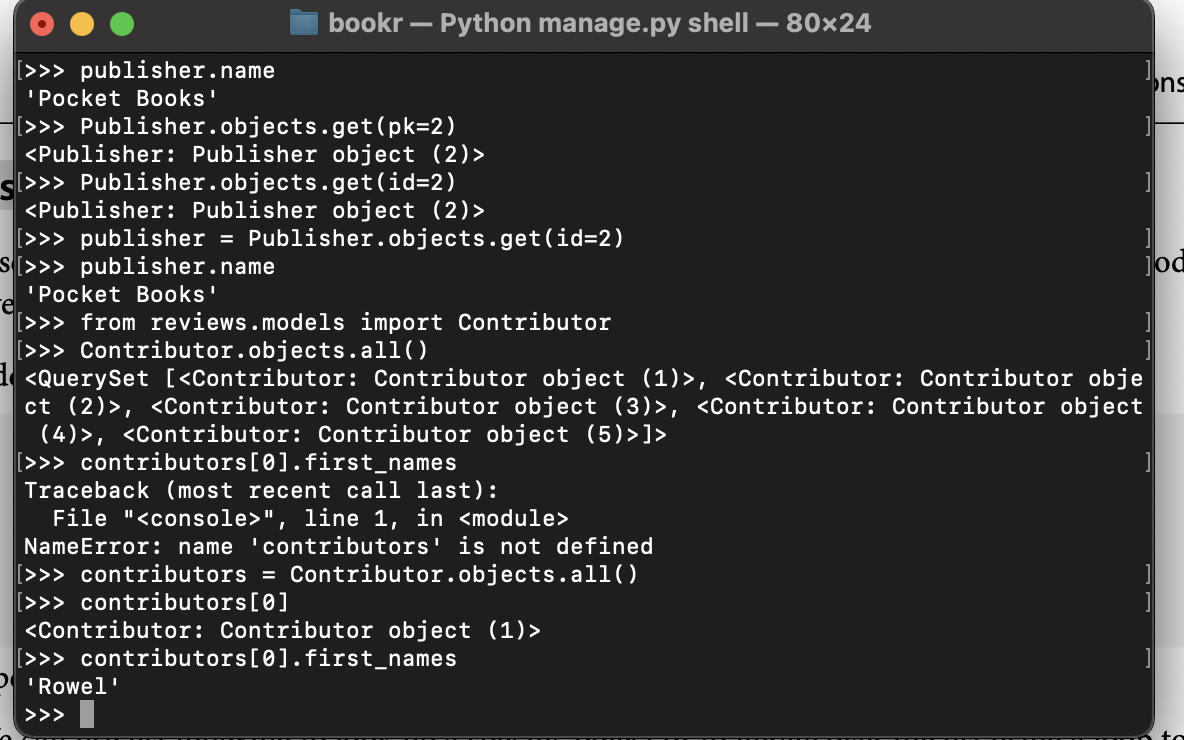 bookr — Python manage.py shell — 80×24
[>>> publisher.name ]
'Pocket Books'
[>>> Publisher.objects.get(pk=2) ]
<Publisher: Publisher object (2)>
[>>> Publisher.objects.get(id=2) ]
<Publisher: Publisher object (2)>
[>>> publisher = Publisher.objects.get(id=2) ]
[>>> publisher.name ]
'Pocket Books'
[>>> from reviews.models import Contributor ]
[>>> Contributor.objects.all() ]
<QuerySet [<Contributor: Contributor object (1)>, <Contributor: Contributor obje
ct (2)>, <Contributor: Contributor object (3)>, <Contributor: Contributor object
 (4)>, <Contributor: Contributor object (5)>]>
[>>> contributors[0].first_names ]
Traceback (most recent call last):
  File "<console>", line 1, in <module>
NameError: name 'contributors' is not defined
[>>> contributors = Contributor.objects.all() ]
[>>> contributors[0] ]
<Contributor: Contributor object (1)>
[>>> contributors[0].first_names ]
'Rowel'
>>>